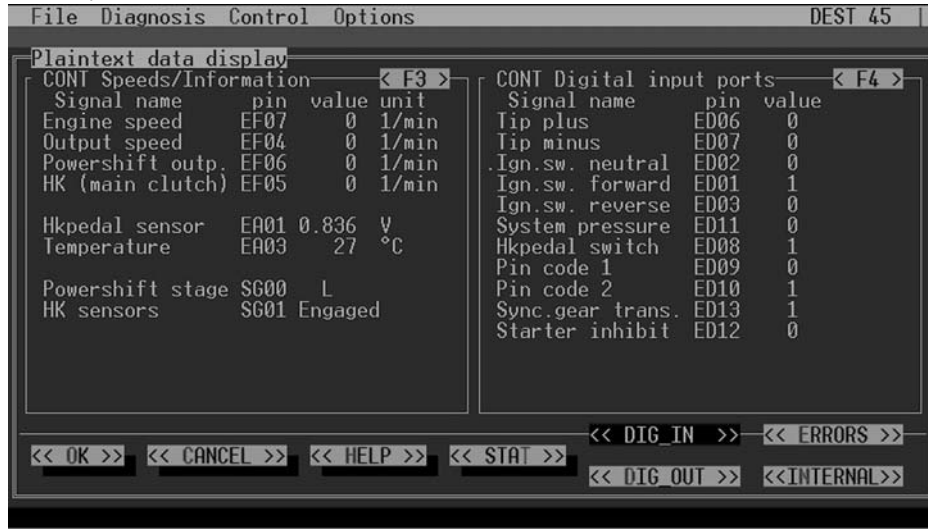 File Diagnosis Control Options DEST 45 |
Plaintext data display
CONT Speeds/Information < F3 >
Signal name pin value unit
Engine speed EF07 0 1/min
Output speed EF04 0 1/min
Powershift outp. EF06 0 1/min
HK (main clutch) EF05 0 1/min
Hkpedal sensor EA01 0.836 V
Temperature EA03 27 °C
Powershift stage SG00 L
HK sensors SG01 Engaged
CONT Digital input ports < F4 >
Signal name pin value
Tip plus ED06 0
Tip minus ED07 0
.Ign.sw. neutral ED02 0
Ign.sw. forward ED01 1
Ign.sw. reverse ED03 0
System pressure ED11 0
Hkpedal switch ED08 1
Pin code 1 ED09 0
Pin code 2 ED10 1
Sync.gear trans. ED13 1
Starter inhibit ED12 0
<< DIG_IN >> << ERRORS >>
<< OK >> << CANCEL >> << HELP >> << STAT >>
<< DIG_OUT >> <<INTERNAL>>